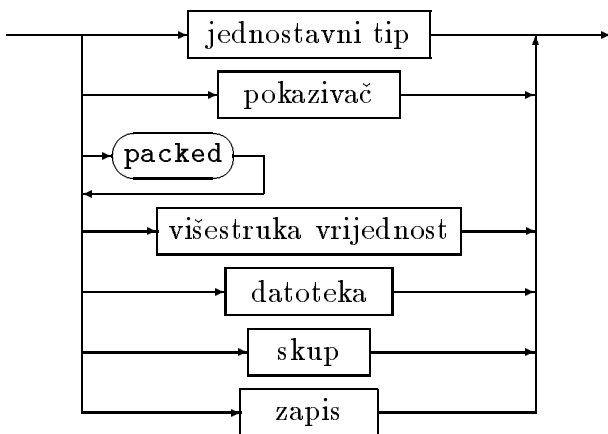 jednostavni tip
pokazivač
packed
višestruka vrijednost
datoteka
skup
zapis